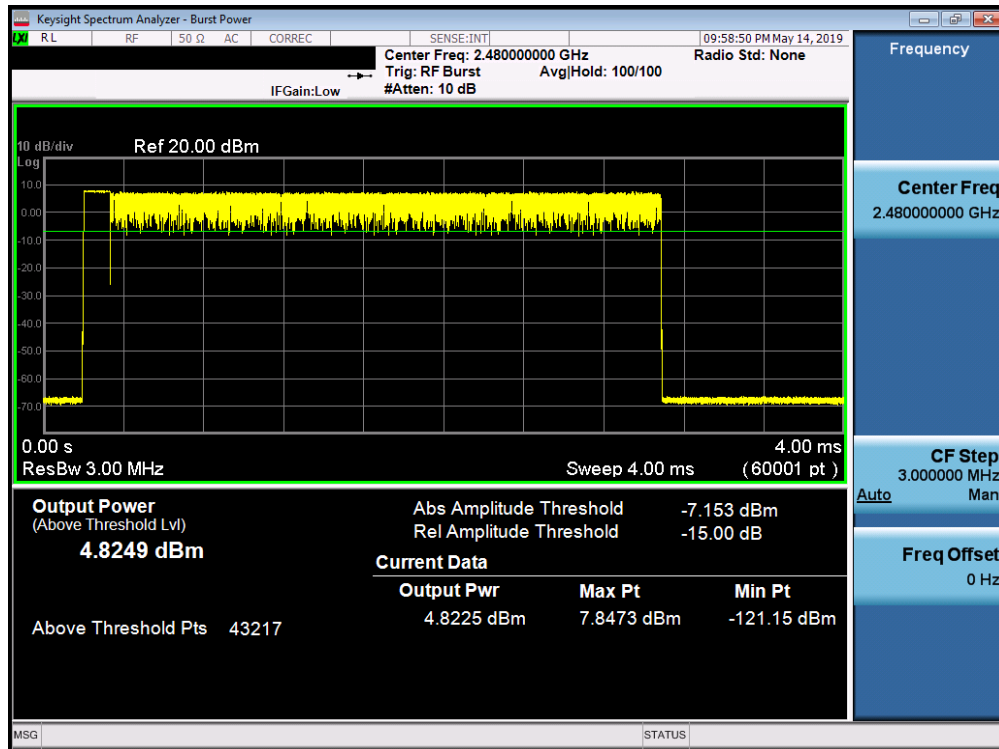 Keysight Spectrum Analyzer - Burst Power
LXI RL RF 50 Ω AC CORREC SENSE:INT 09:58:50 PM May 14, 2019
Center Freq: 2.480000000 GHz Radio Std: None
Trig: RF Burst Avg|Hold: 100/100
IFGain:Low #Atten: 10 dB
Frequency
10 dB/div Ref 20.00 dBm
Log
10.0
0.00
-10.0
-20.0
-30.0
-40.0
-50.0
-60.0
-70.0
0.00 s 4.00 ms
ResBw 3.00 MHz Sweep 4.00 ms (60001 pt)
Center Freq
2.480000000 GHz
CF Step
3.000000 MHz
Auto Man
Freq Offset
0 Hz
Output Power
(Above Threshold Lvl)
4.8249 dBm
Above Threshold Pts 43217
Abs Amplitude Threshold -7.153 dBm
Rel Amplitude Threshold -15.00 dB
Current Data
Output Pwr Max Pt Min Pt
4.8225 dBm 7.8473 dBm -121.15 dBm
MSG STATUS